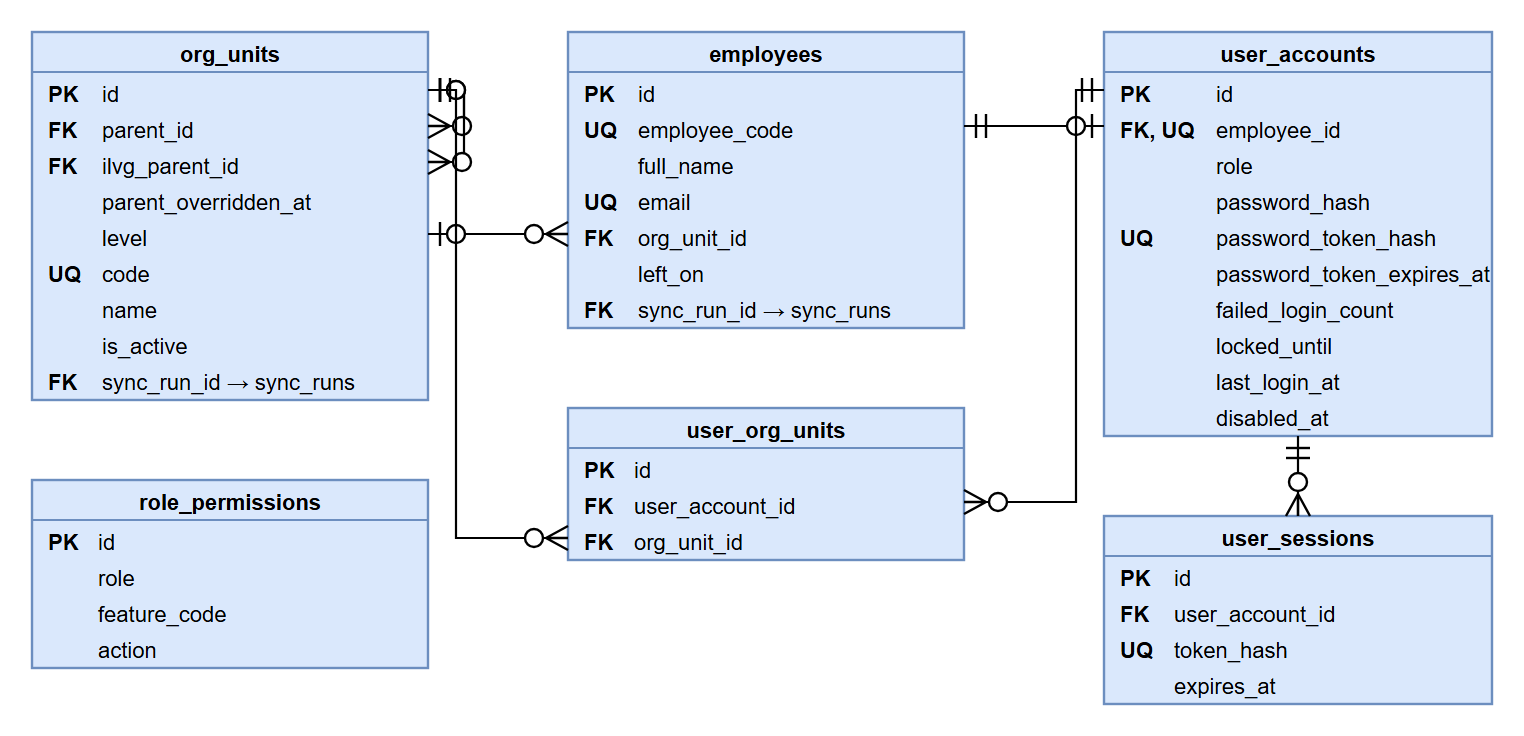 org_units
PK id
FK parent_id
FK ilvg_parent_id
parent_overridden_at
level
UQ code
name
is_active
FK sync_run_id → sync_runs
employees
PK id
UQ employee_code
full_name
UQ email
FK org_unit_id
left_on
FK sync_run_id → sync_runs
user_accounts
PK id
FK, UQ employee_id
role
password_hash
UQ password_token_hash
password_token_expires_at
failed_login_count
locked_until
last_login_at
disabled_at
role_permissions
PK id
role
feature_code
action
user_org_units
PK id
FK user_account_id
FK org_unit_id
user_sessions
PK id
FK user_account_id
UQ token_hash
expires_at